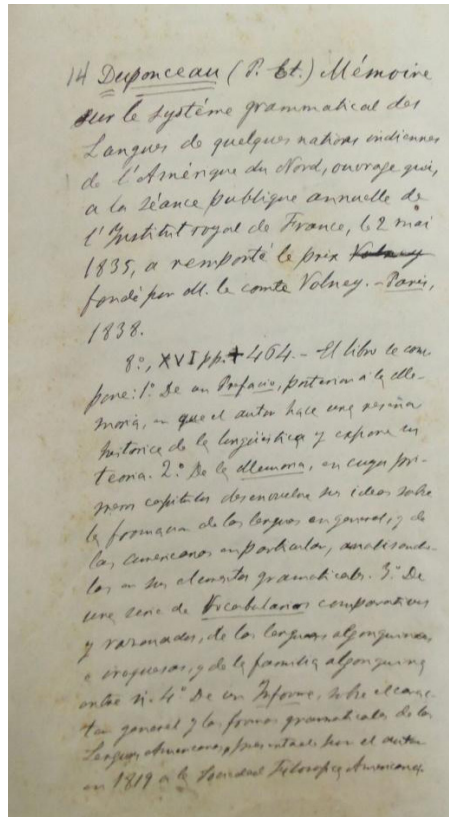 14 Duponceau (P. Et.) Mémoire
sur le systéme grammatical des
Langues de quelques nations indiennes
de l'Amérique du Nord, ouvrage qui,
a la séance publique annuelle de
l'Institut royal de France, le 2 mai
1835, a remporté le prix Volney
fondé par M. le comte Volney. - Paris,
1838.
8º, XVI pp. + 464. - El libro se com-
pone: 1º De un Prefacio, posterior á la Me-
moria, en que el autor hace una reseña
historica de la lingüistica y expone su
teoria. 2º De la Memoria, en cuyos pri-
meros capitulos desenvuelve sus ideas sobre
la formacion de las lenguas en general, y de
las americanas en particular, analizando-
las en sus elementos gramaticales. 3º De
una serie de Vocabularios comparativos
y razonados, de las lenguas algonquinas
e iroquesas, y de la familia algonquina
entre si. 4º De un Informe, sobre el carac-
ter general y las formas gramaticales de las
Lenguas Americanas, presentado por el autor
en 1819 a la Sociedad Filosofica Americana.